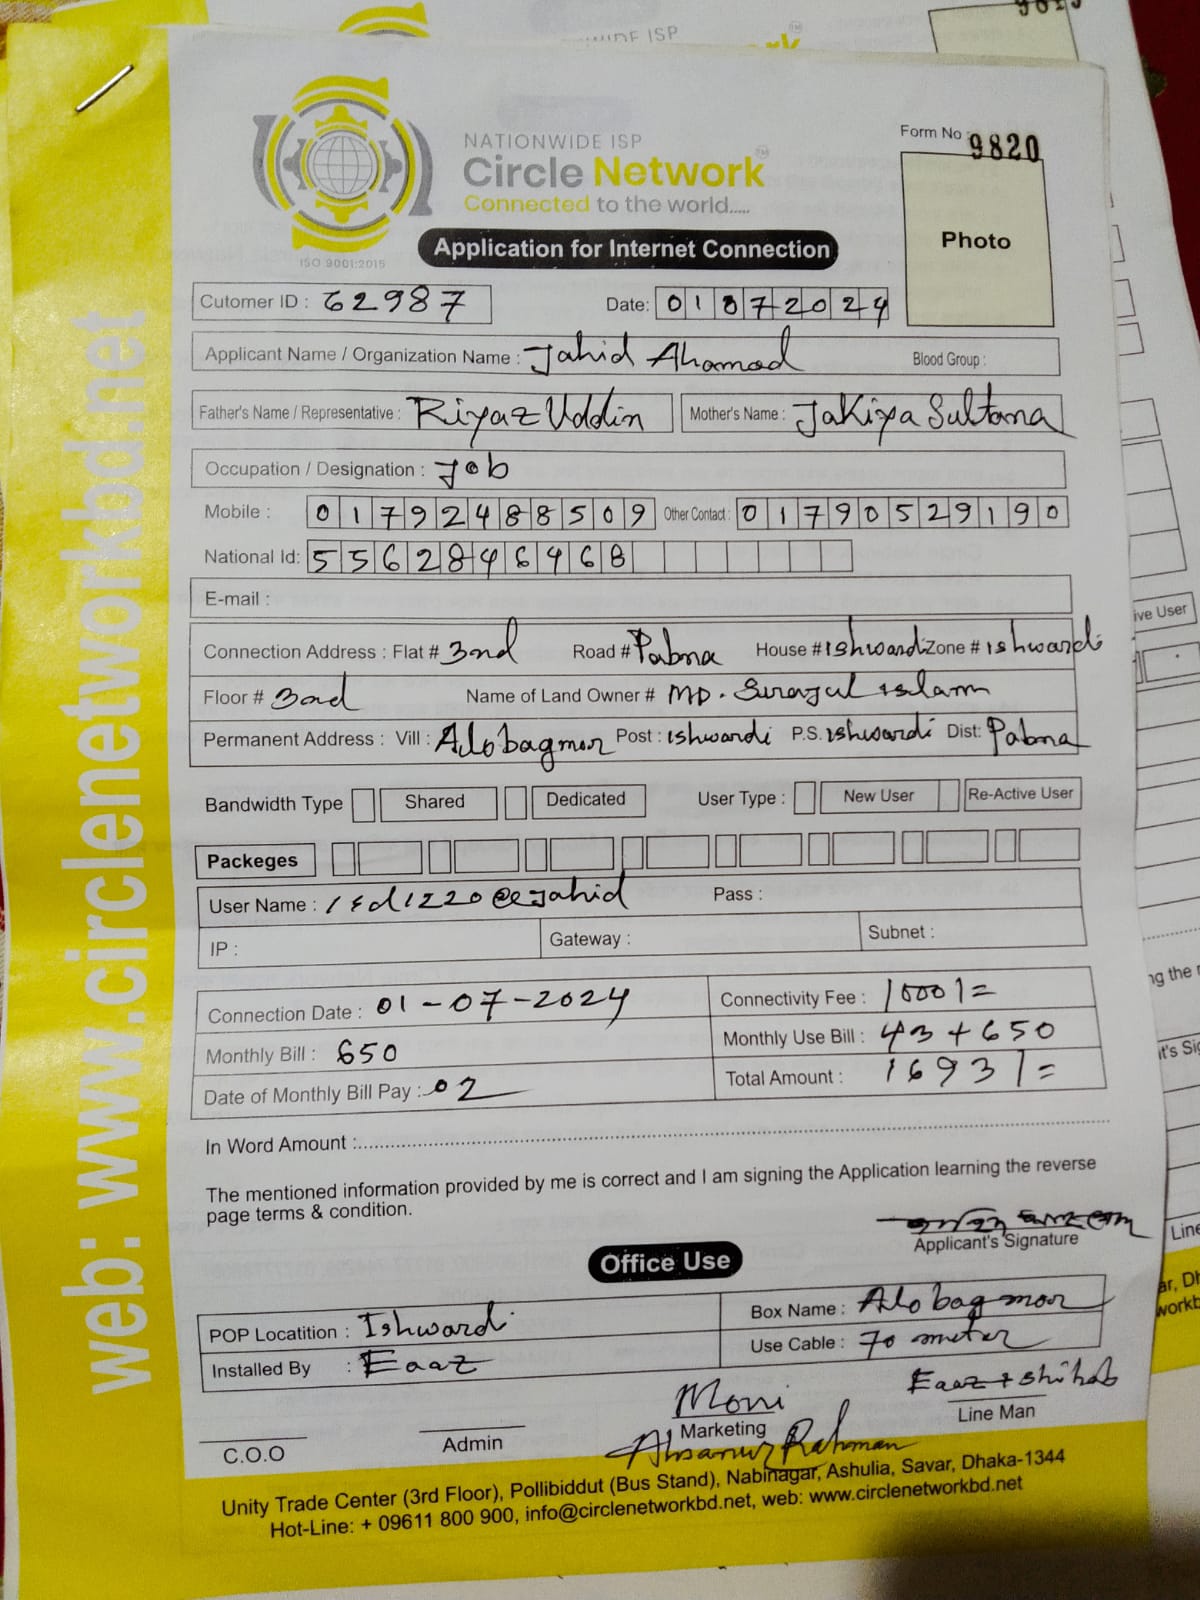 NATIONWIDE ISP
Circle Network™
Connected to the world.....
ISO 9001:2015
Form No : 9820
Photo
Application for Internet Connection
Cutomer ID : 62987 Date: 01072024
Applicant Name / Organization Name : Jahid Ahamod Blood Group :
Father's Name / Representative : Riyaz Uddin Mother's Name : Jakiya Sultana
Occupation / Designation : Job
Mobile : 01792488509 Other Contact : 01790529190
National Id: 5562846468
E-mail :
Connection Address : Flat # 3nd Road # Pabna House # ishwardi Zone # ishwardi
Floor # 3nd Name of Land Owner # MD. Surazul islam
Permanent Address : Vill : Alobagmor Post : ishwardi P.S. ishwardi Dist: Pabna
Bandwidth Type Shared Dedicated User Type : New User Re-Active User
Packeges
User Name : Pass :
IP : Gateway : Subnet :
Connection Date : 01-07-2024 Connectivity Fee : 1000/=
Monthly Bill : 650 Monthly Use Bill : 43+650
Date of Monthly Bill Pay : 02 Total Amount : 1693/=
In Word Amount :
The mentioned information provided by me is correct and I am signing the Application learning the reverse
page terms & condition.
Applicant's Signature
Office Use
POP Locatition : Ishwardi Box Name : Alobagmor
Installed By : Eaaz Use Cable : 70 meter
Moni Eaaz+Shihab
C.O.O Admin Marketing Line Man
Ahsanur Rahman
Unity Trade Center (3rd Floor), Pollibiddut (Bus Stand), Nabinagar, Ashulia, Savar, Dhaka-1344
Hot-Line: + 09611 800 900, info@circlenetworkbd.net, web: www.circlenetworkbd.net
web: www.circlenetworkbd.net